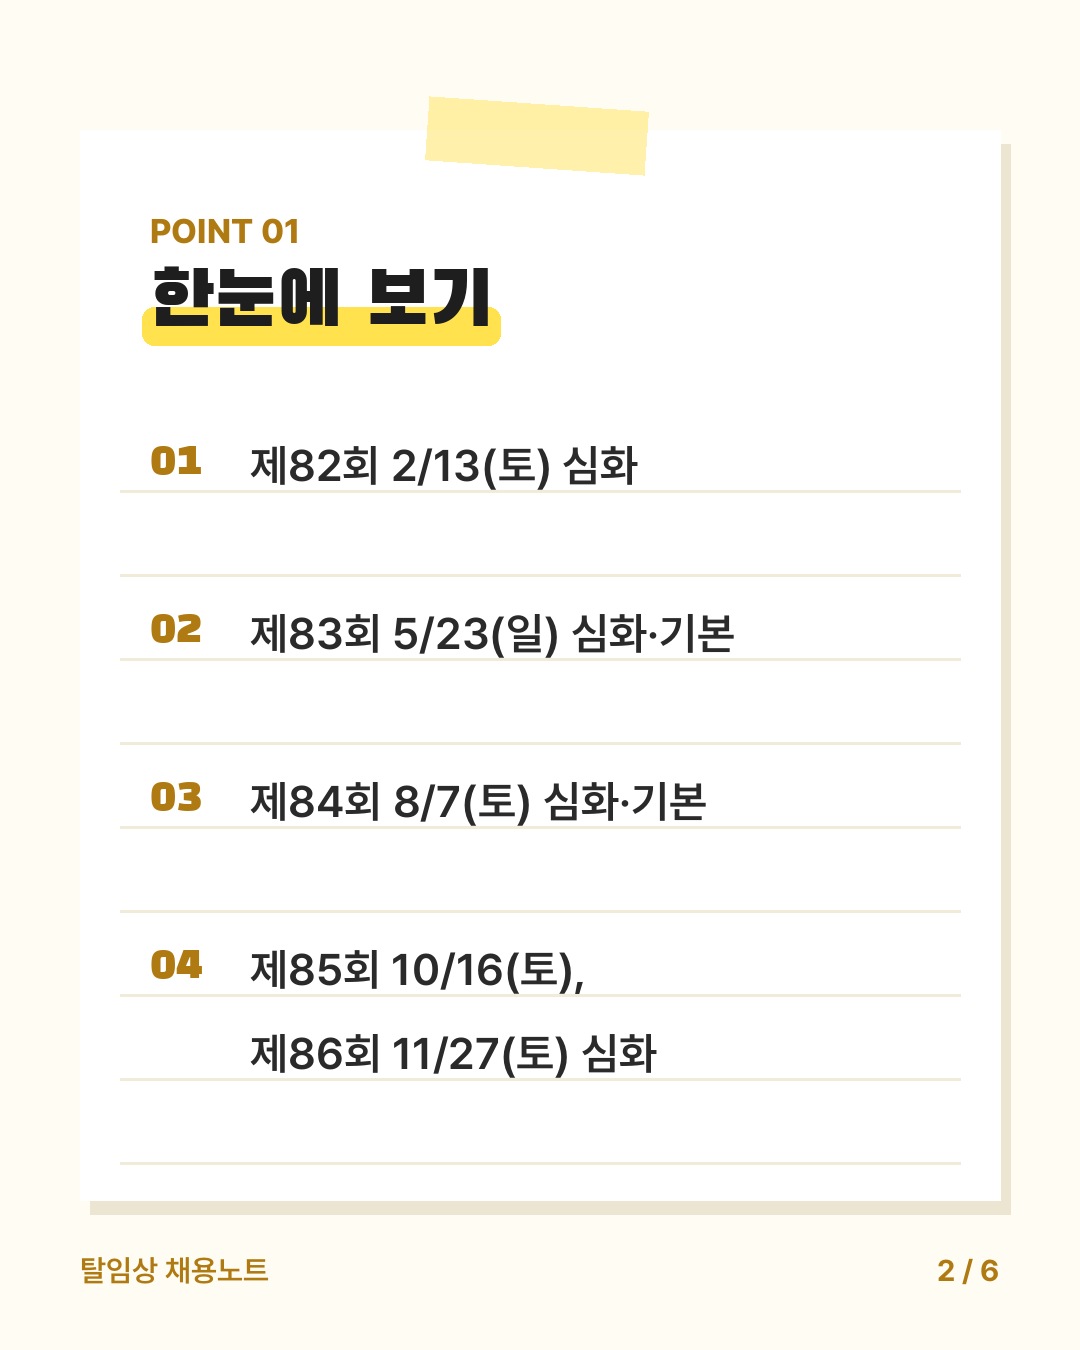 POINT 01
한눈에 보기
01 제82회 2/13(토) 심화
02 제83회 5/23(일) 심화·기본
03 제84회 8/7(토) 심화·기본
04 제85회 10/16(토),
제86회 11/27(토) 심화
탈임상 채용노트 2 / 6